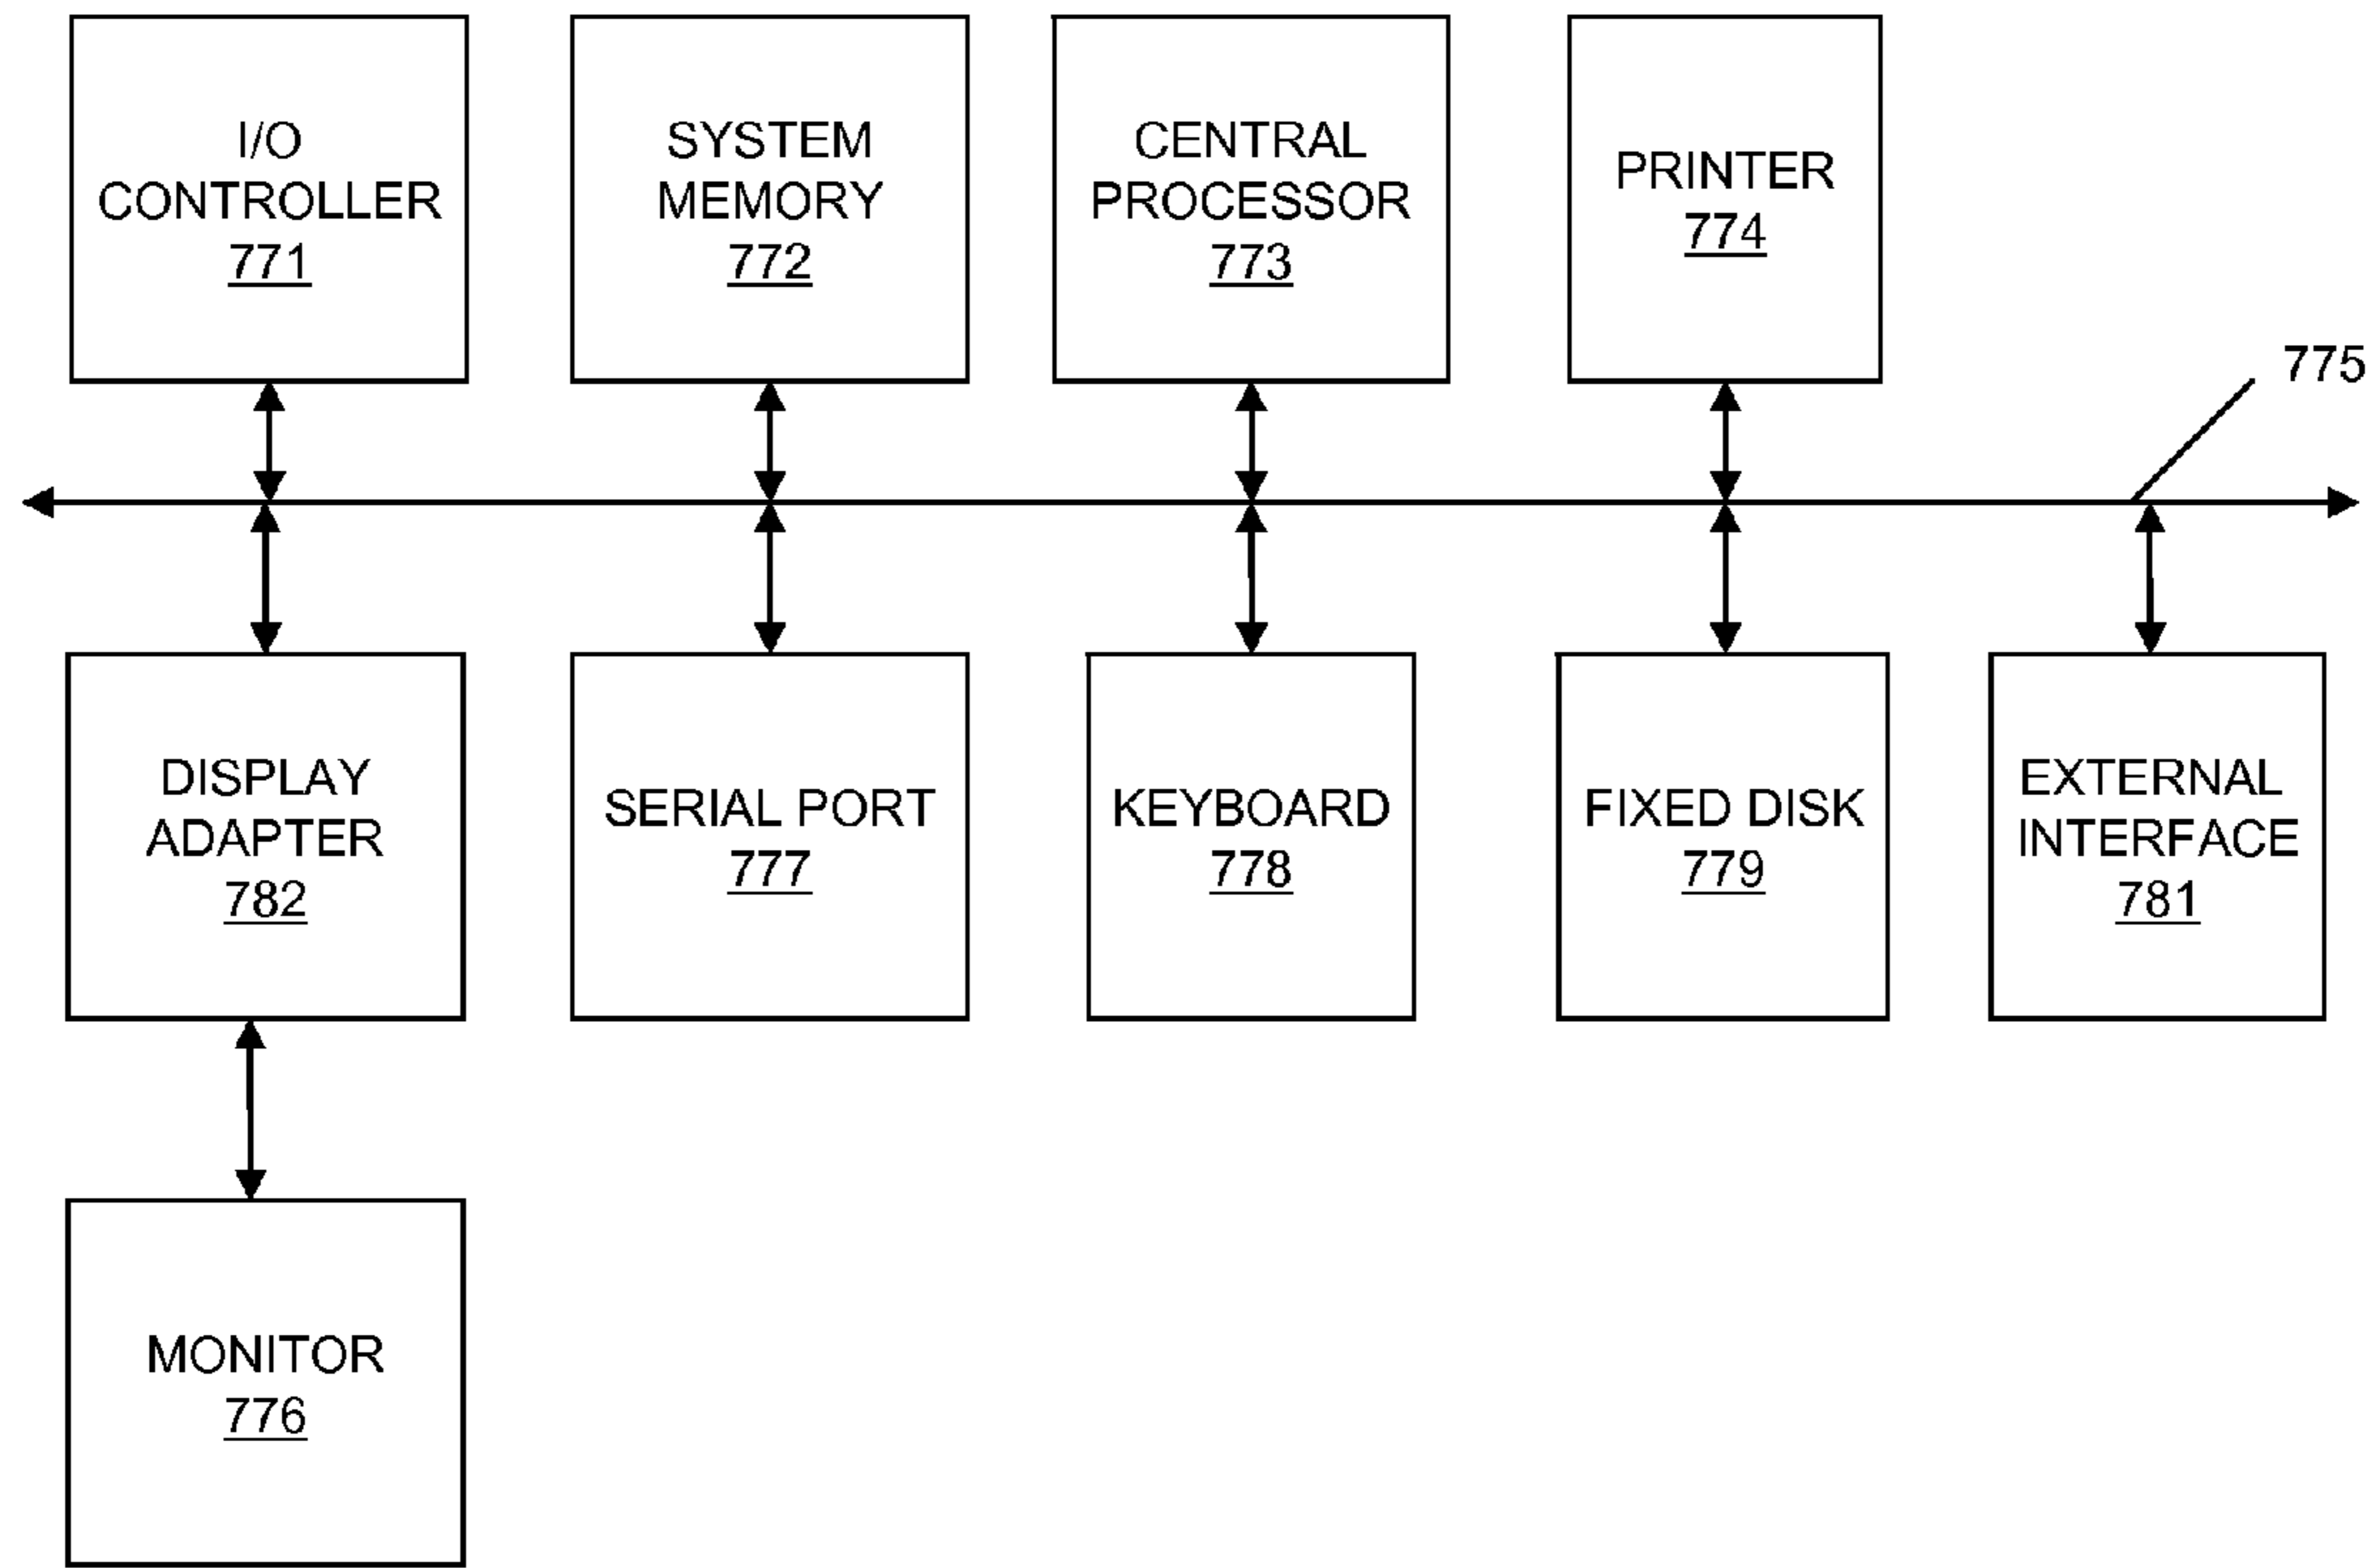 I/O
CONTROLLER
771
SYSTEM
MEMORY
772
CENTRAL
PROCESSOR
773
PRINTER
774
775
DISPLAY
ADAPTER
782
SERIAL PORT
777
KEYBOARD
778
FIXED DISK
779
EXTERNAL
INTERFACE
781
MONITOR
776